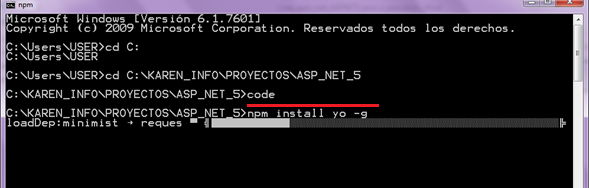 npm
Microsoft Windows [Versión 6.1.7601]
Copyright (c) 2009 Microsoft Corporation. Reservados todos los derechos.
C:\Users\USER>cd C:
C:\Users\USER
C:\Users\USER>cd C:\KAREN_INFO\PROYECTOS\ASP_NET_5
C:\KAREN_INFO\PROYECTOS\ASP_NET_5>code
C:\KAREN_INFO\PROYECTOS\ASP_NET_5>npm install yo -g
loadDep:minimist → reques